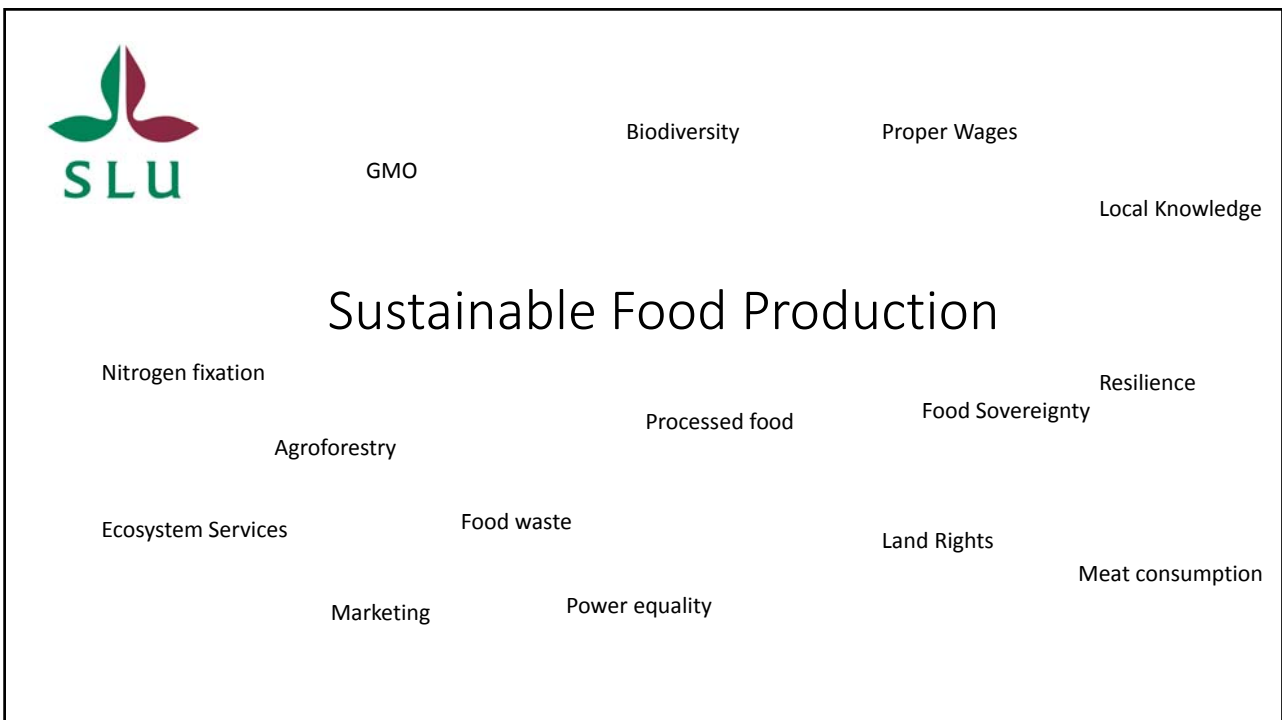 SLU
Biodiversity
Proper Wages
GMO
Local Knowledge
Sustainable Food Production
Nitrogen fixation
Resilience
Food Sovereignty
Processed food
Agroforestry
Food waste
Ecosystem Services
Land Rights
Meat consumption
Power equality
Marketing